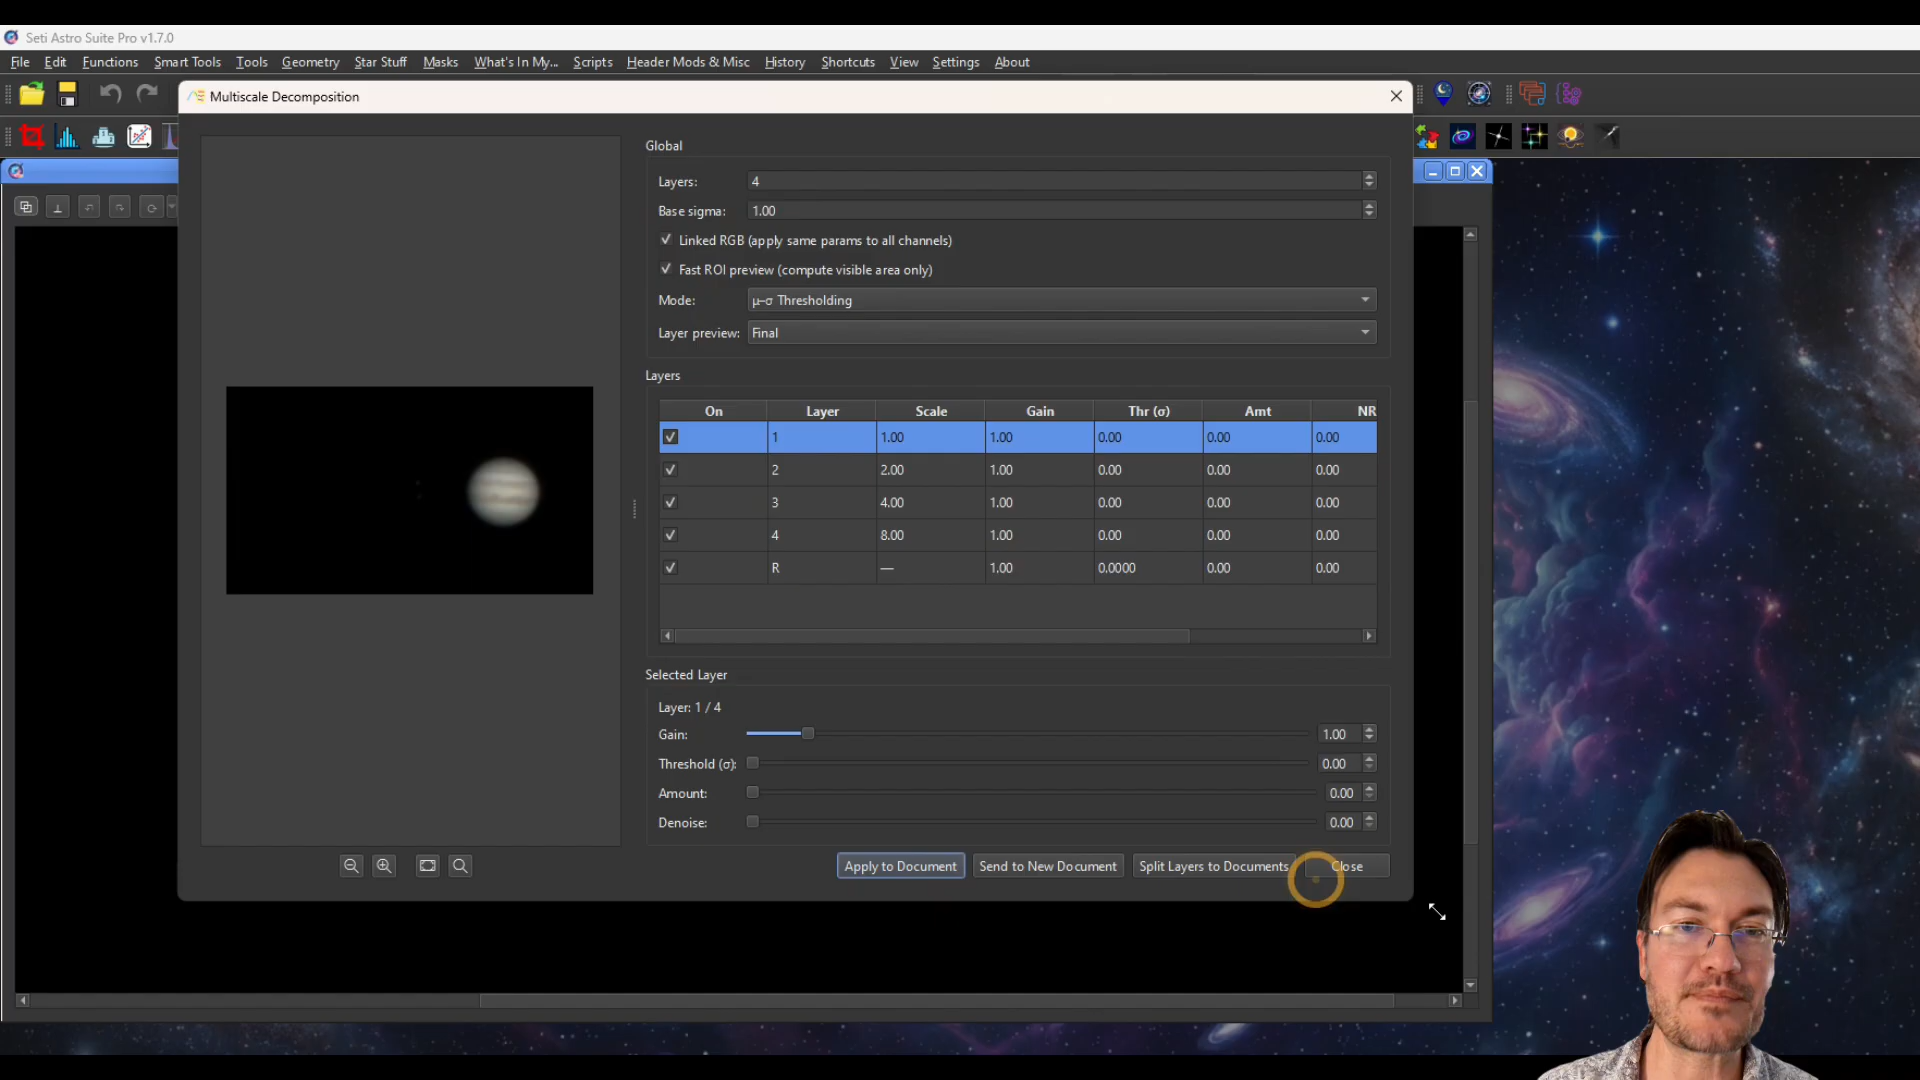 Seti Astro Suite Pro v1.7.0
File Edit Functions Smart Tools Tools Geometry Star Stuff Masks What's In My... Scripts Header Mods & Misc History Shortcuts View Settings About
Multiscale Decomposition
Global
Layers: 4
Base sigma: 1.00
Linked RGB (apply same params to all channels)
Fast ROI preview (compute visible area only)
Mode: μ–σ Thresholding
Layer preview: Final
Layers
On Layer Scale Gain Thr (σ) Amt NR
1 1.00 1.00 0.00 0.00 0.00
2 2.00 1.00 0.00 0.00 0.00
3 4.00 1.00 0.00 0.00 0.00
4 8.00 1.00 0.00 0.00 0.00
R — 1.00 0.0000 0.00 0.00
Selected Layer
Layer: 1 / 4
Gain: 1.00
Threshold (σ): 0.00
Amount: 0.00
Denoise: 0.00
Apply to Document Send to New Document Split Layers to Documents Close